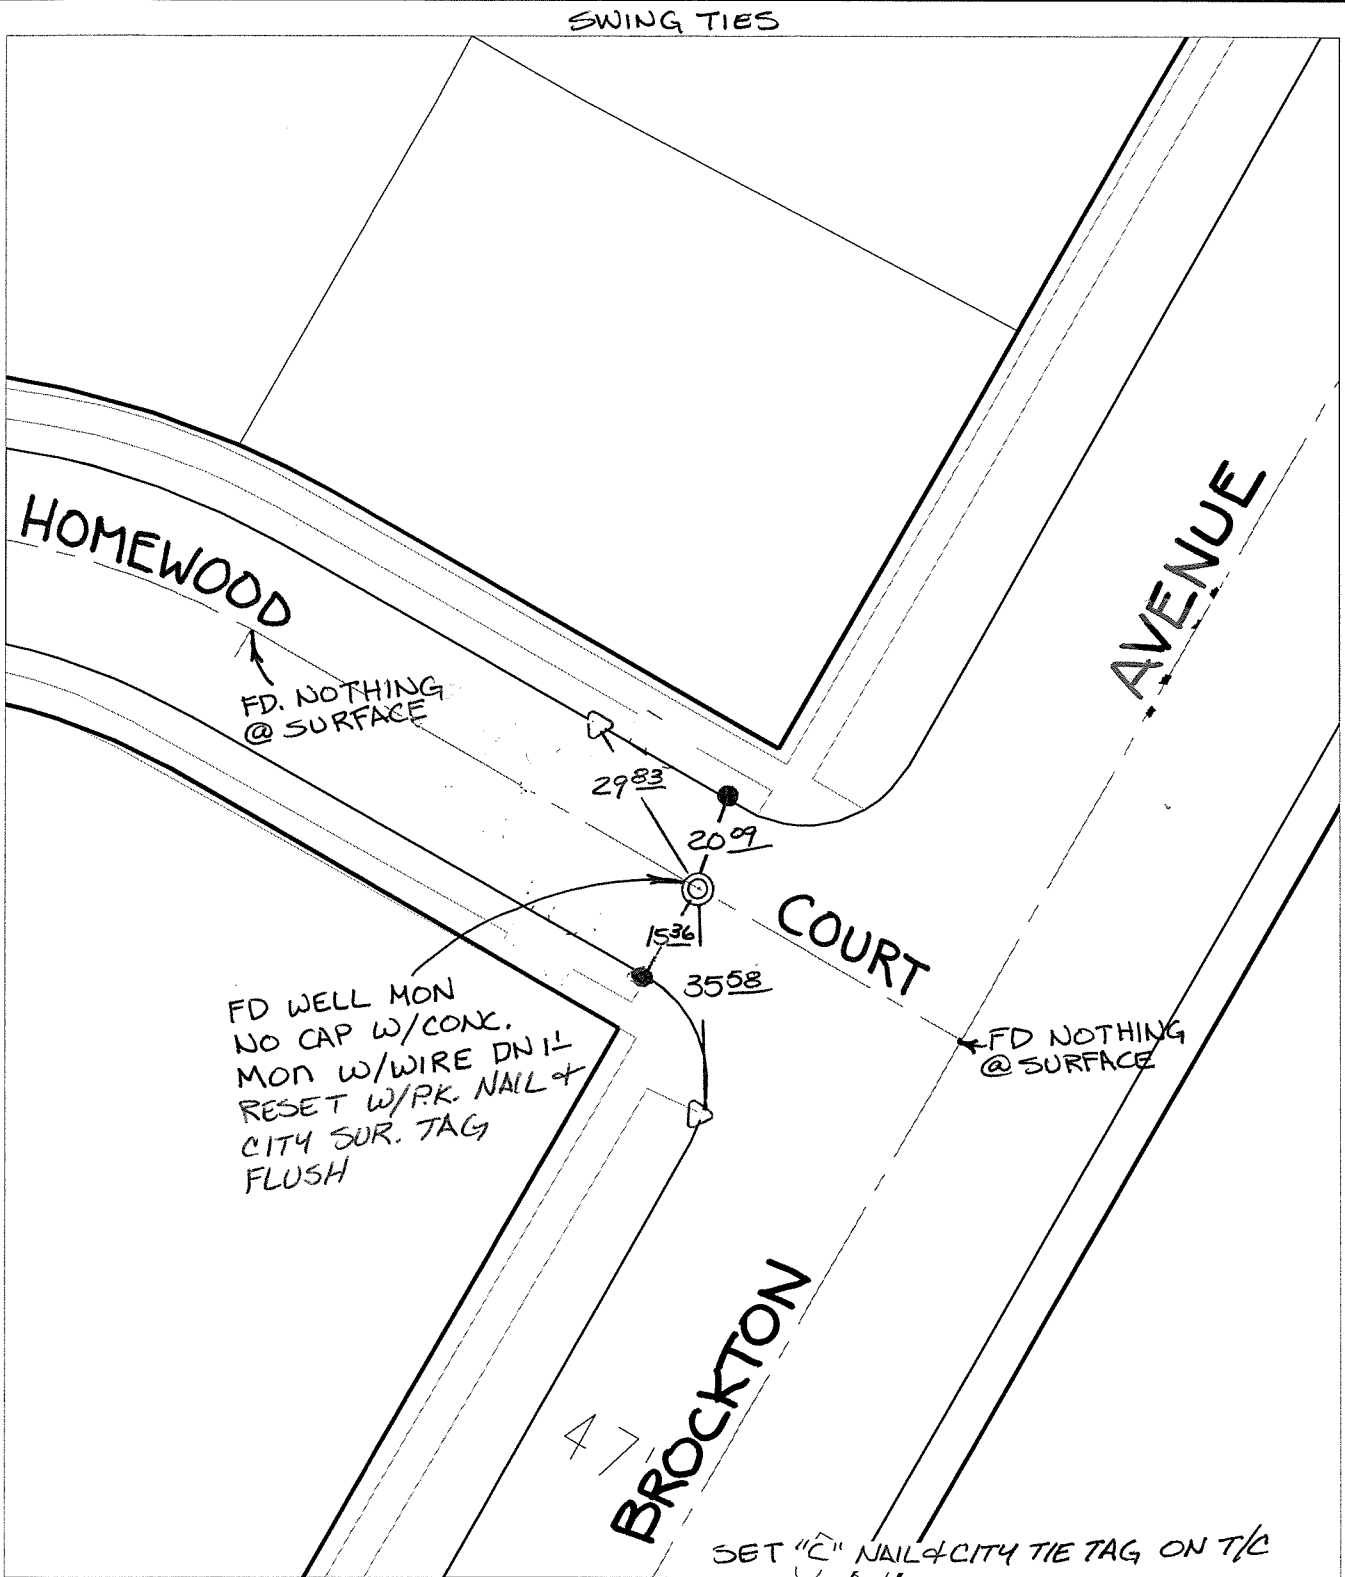 SWING TIES
HOMEWOOD
AVENUE
FD. NOTHING
@ SURFACE
29 83
20 09
COURT
15 36
35 58
FD WELL MON
NO CAP W/CONC.
MON W/WIRE DN 1'
RESET W/P.K. NAIL &
CITY SUR. TAG
FLUSH
FD NOTHING
@ SURFACE
BROCKTON
47
SET "C" NAIL & CITY TIE TAG ON T/C